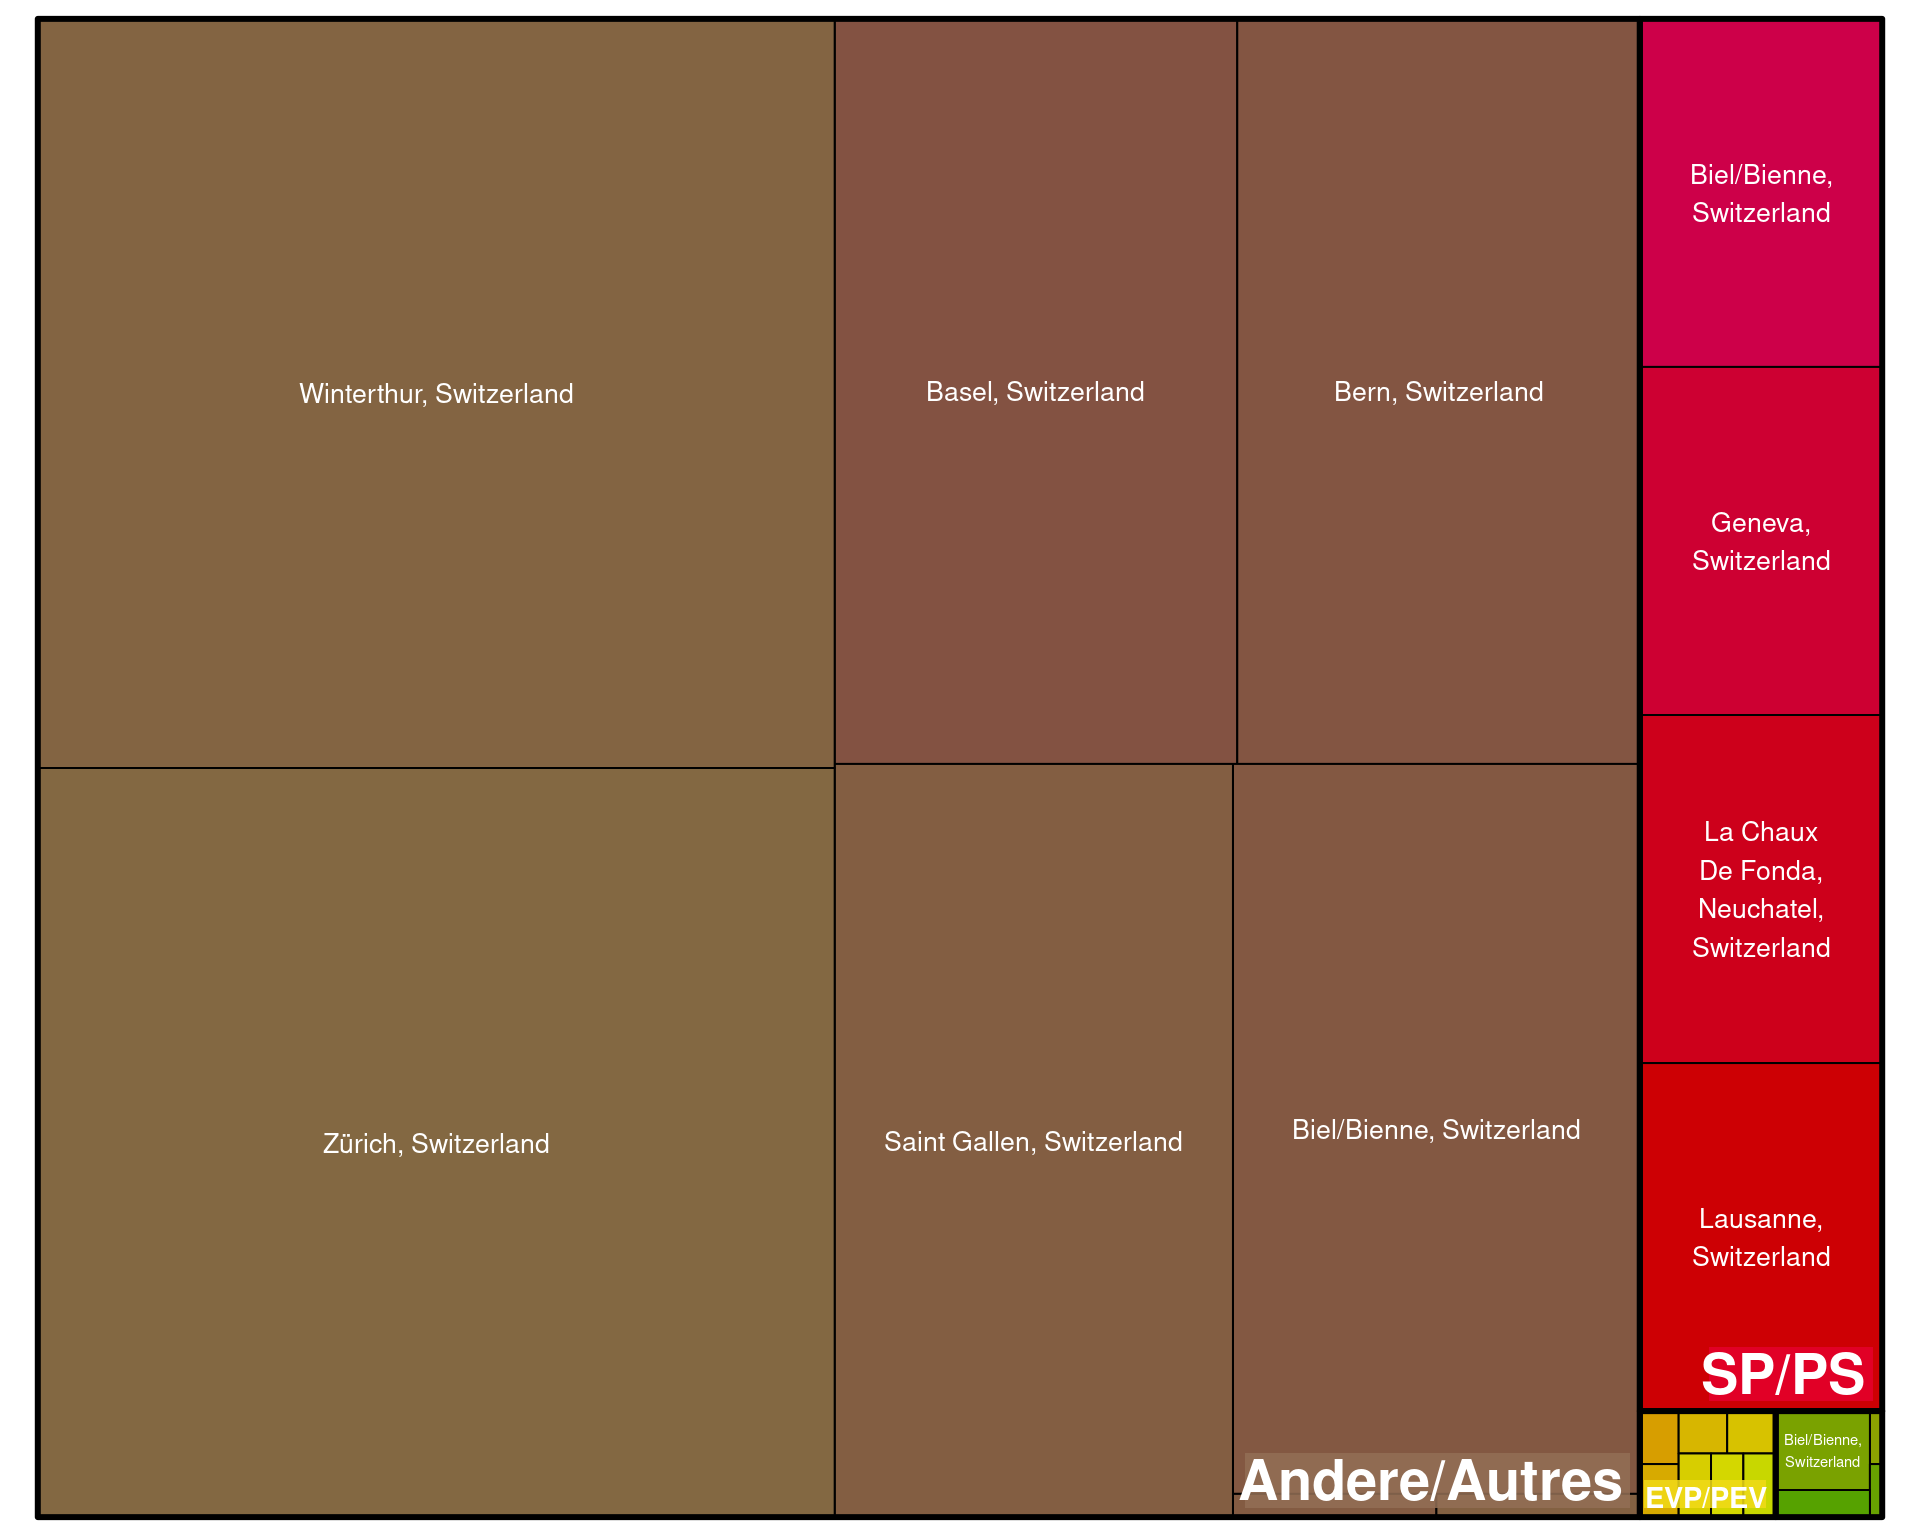 Winterthur, Switzerland
Basel, Switzerland
Bern, Switzerland
Biel/Bienne,
Switzerland
Geneva,
Switzerland
La Chaux
De Fonda,
Neuchatel,
Switzerland
Zürich, Switzerland
Saint Gallen, Switzerland
Biel/Bienne, Switzerland
Lausanne,
Switzerland
SP/PS
Andere/Autres
EVP/PEV
Biel/Bienne,
Switzerland